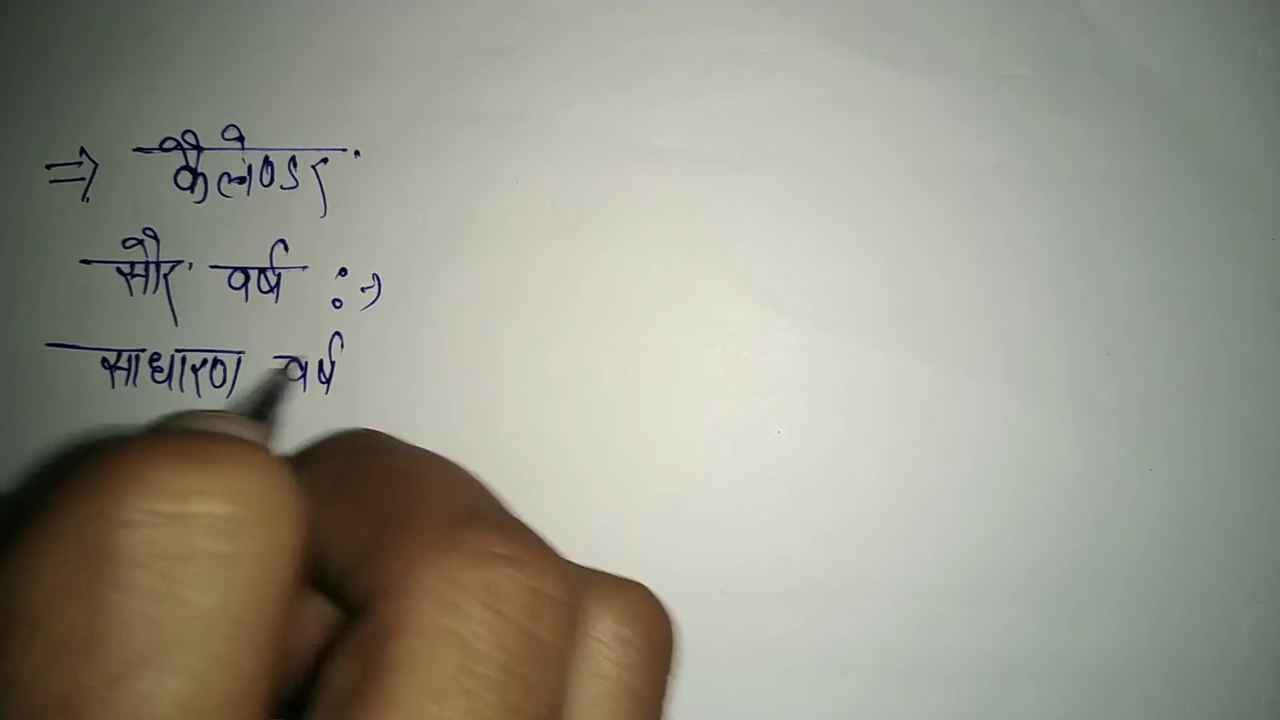 ⇒ कैलेण्डर
सौर वर्ष :→
साधारण वर्ष